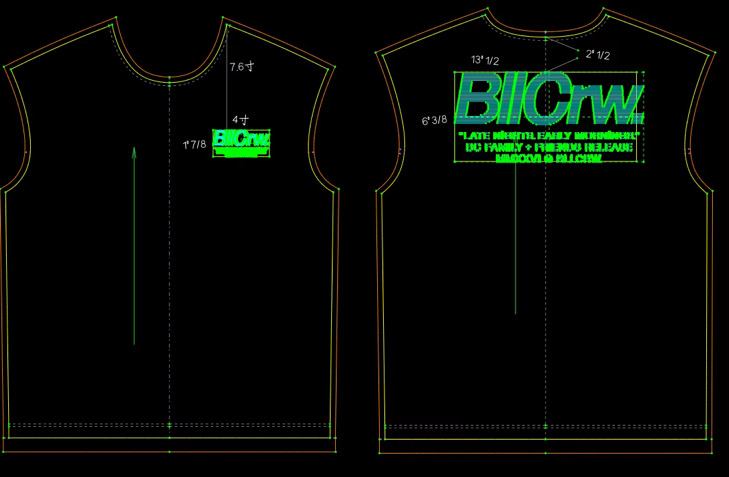 7.6寸
4寸
1"7/8
BllCrw.
13"1/2
2"1/2
6"3/8
BllCrw.
"LATE NIGHTS EARLY MORNINGS."
DC FAMILY + FRIENDS RELEASE
MMXXVI © BLLCRW.